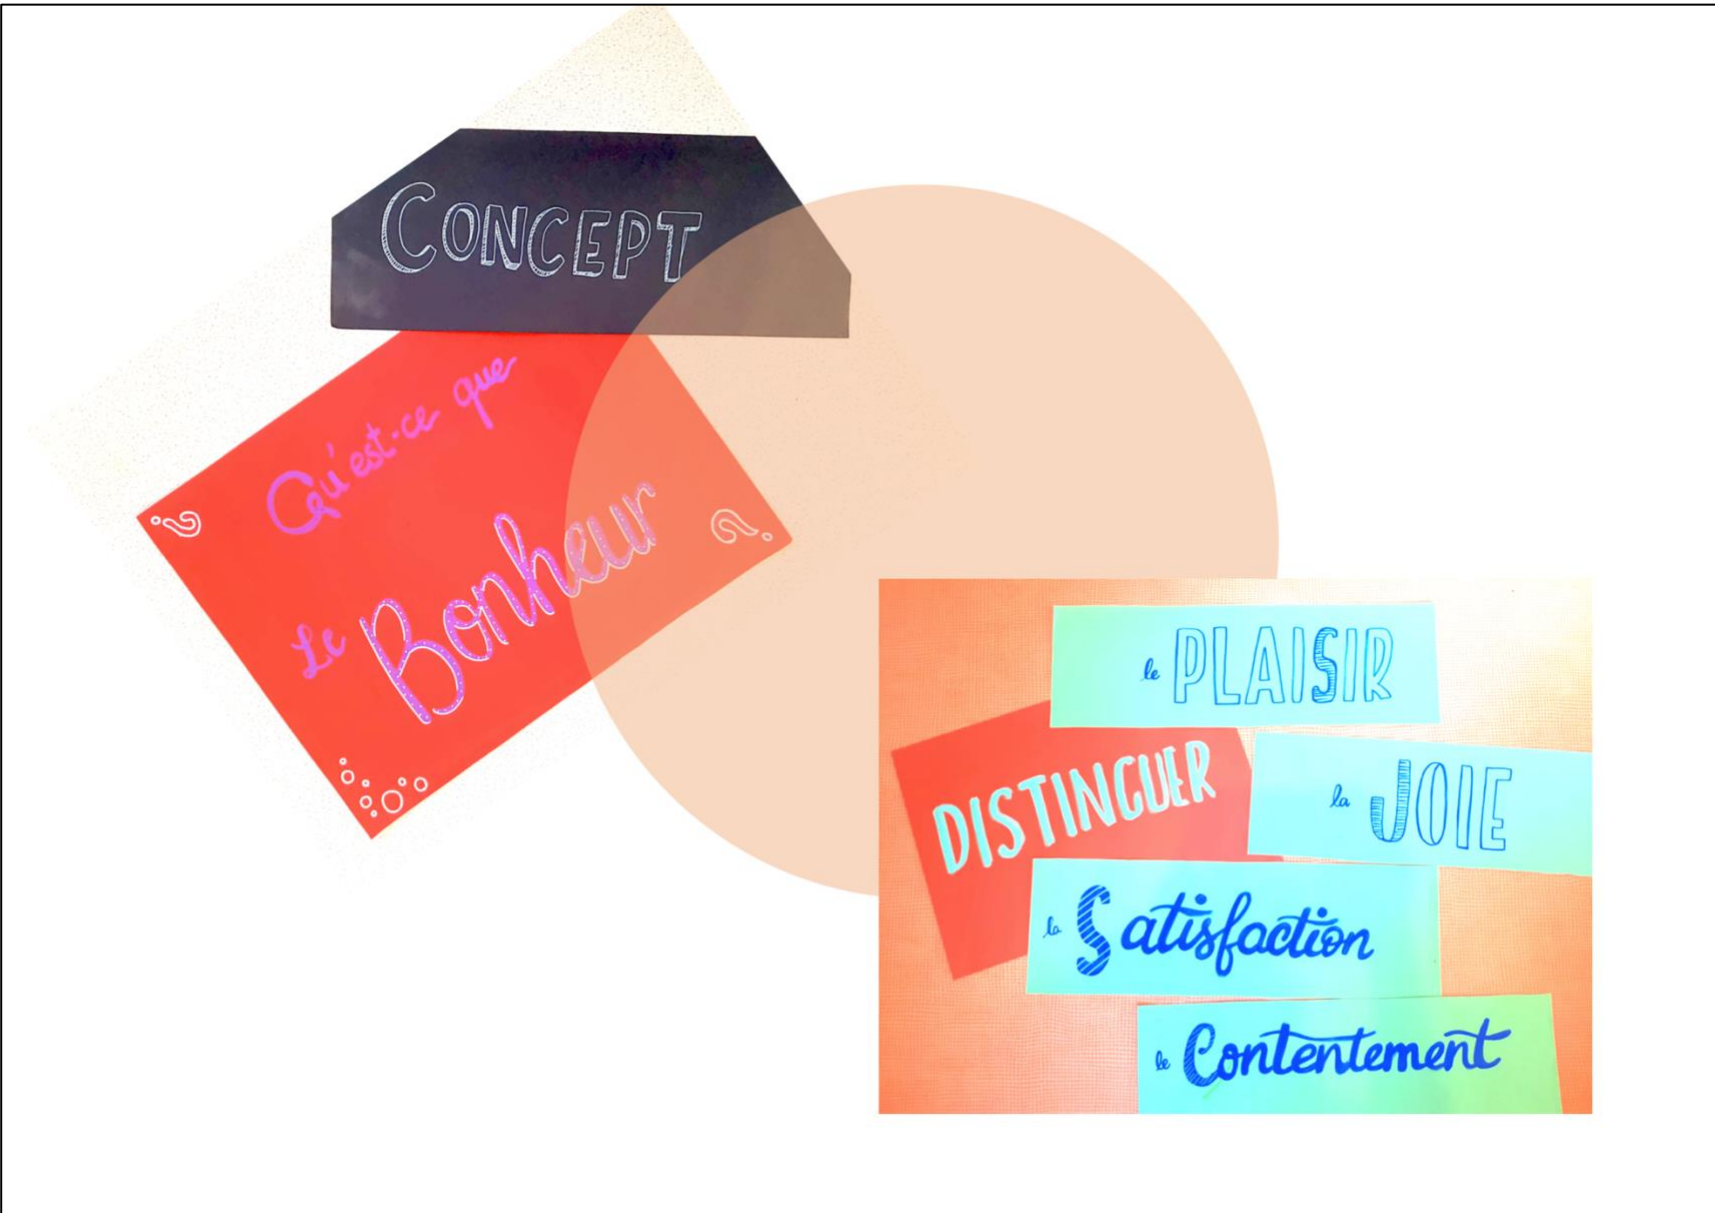 CONCEPT
?
Qu'est-ce que
Le Bonheur
?
le PLAISIR
DISTINGUER
la JOIE
la Satisfaction
le Contentement